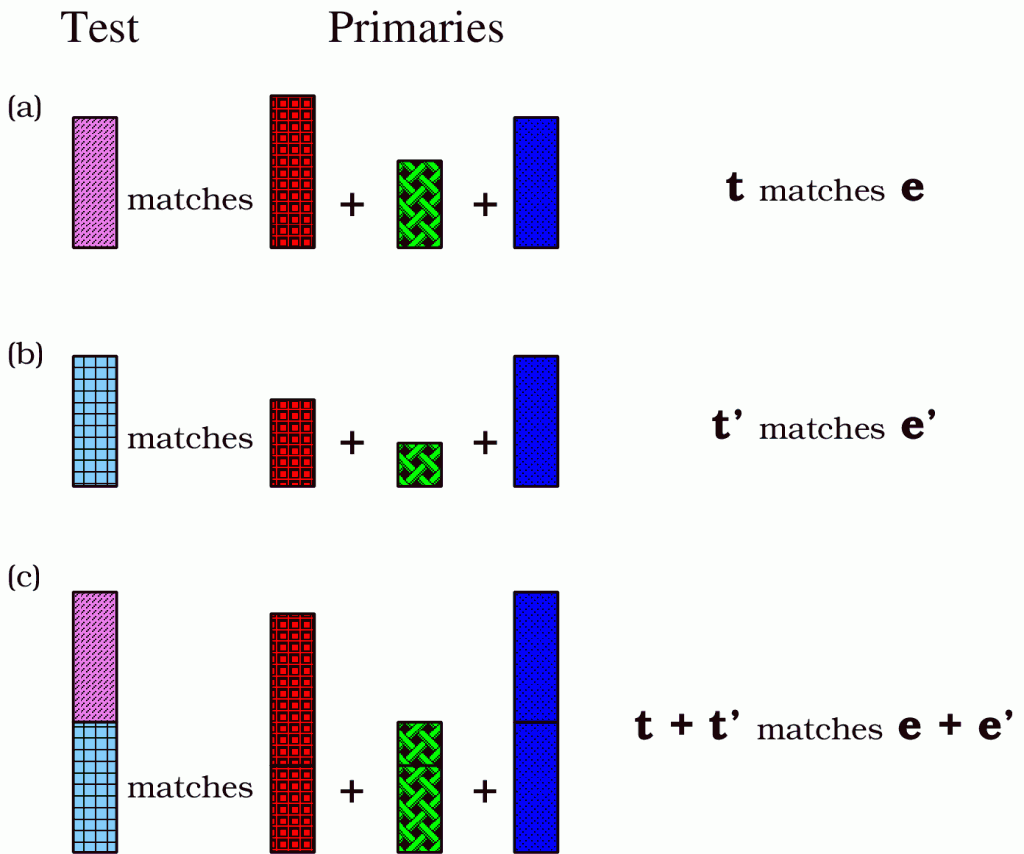 Test Primaries
(a)
matches + + t matches e
(b)
matches + + t’ matches e’
(c)
matches + + t + t’ matches e + e’